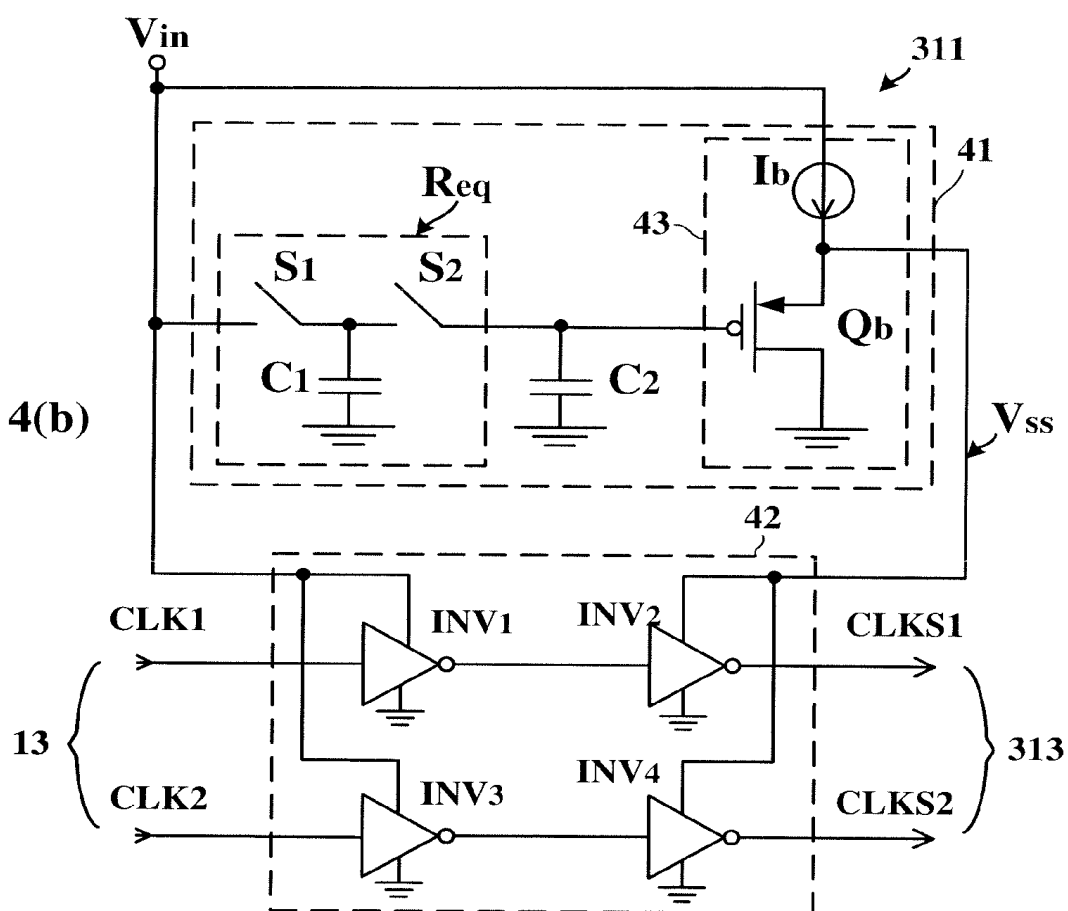 Vin
311
41
Ib
Req
43
S1
S2
Qb
C1
C2
4(b)
Vss
42
CLK1
INV1
INV2
CLKS1
13
313
INV4
CLK2
INV3
CLKS2